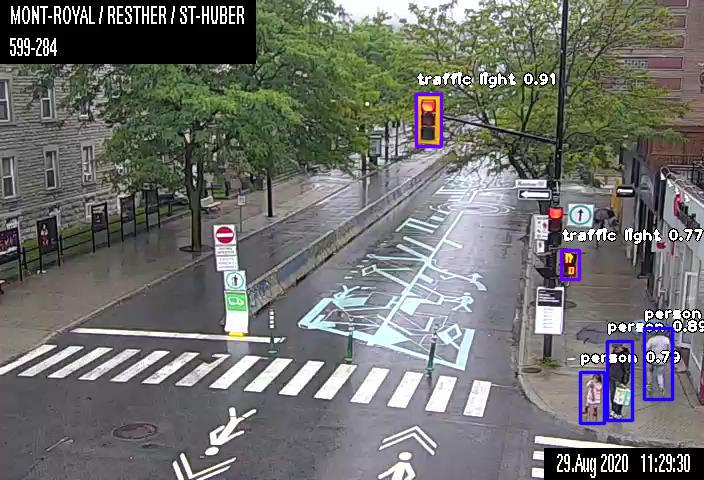 MONT-ROYAL / RESTHER / ST-HUBER
599-284
traffic light 0.91
traffic light 0.77
person
person 0.89
person 0.79
29.Aug 2020 11:29:30